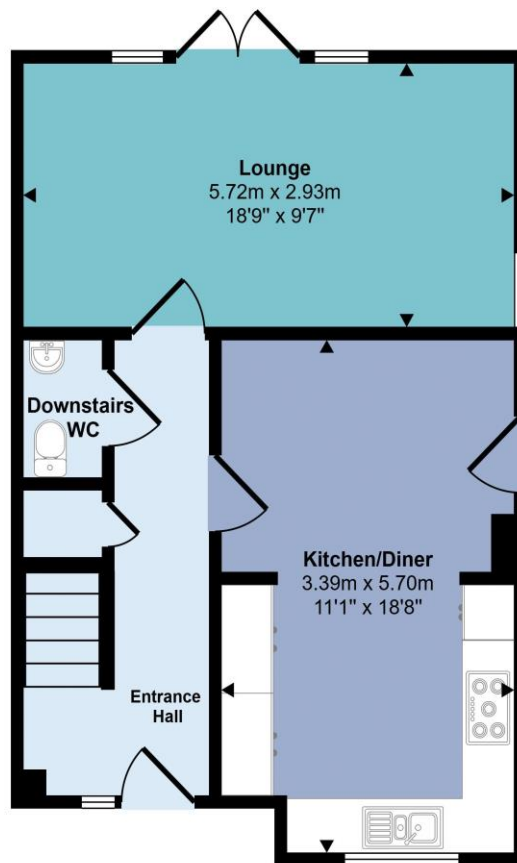 Lounge
5.72m x 2.93m
18'9" x 9'7"
Downstairs
WC
Kitchen/Diner
3.39m x 5.70m
11'1" x 18'8"
Entrance
Hall